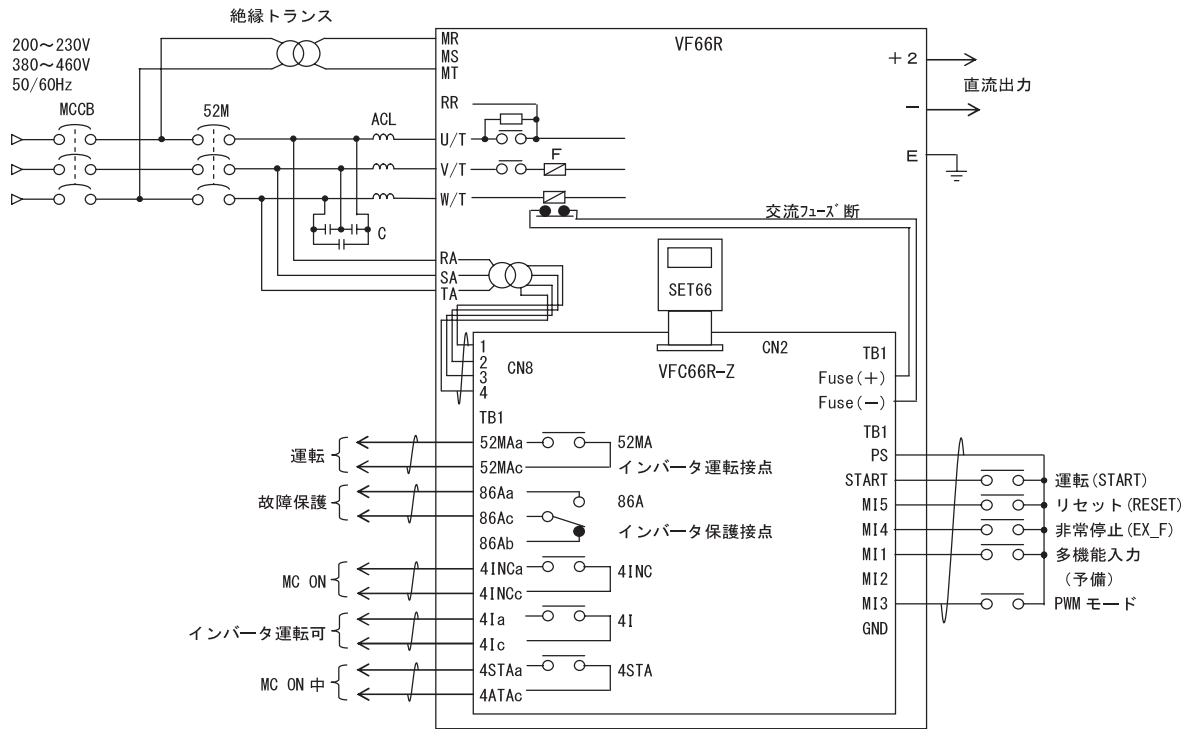 絶縁トランス
200～230V
380～460V
50/60Hz
MCCB
52M
ACL
C
VF66R
MR
MS
MT
RR
U/T
V/T
W/T
F
+2
直流出力
－
E
交流ﾌｭｰｽﾞ断
RA
SA
TA
SET66
VFC66R-Z
CN2
1
2
3
4
CN8
TB1
Fuse(＋)
Fuse(－)
TB1
運転
52MAa
52MAc
52MA
インバータ運転接点
故障保護
86Aa
86Ac
86Ab
86A
インバータ保護接点
MC ON
4INCa
4INCc
4INC
インバータ運転可
4Ia
4Ic
4I
MC ON 中
4STAa
4ATAc
4STA
TB1
PS
START
運転(START)
MI5
リセット(RESET)
MI4
非常停止(EX_F)
MI1
多機能入力
MI2
(予備)
MI3
PWM モード
GND